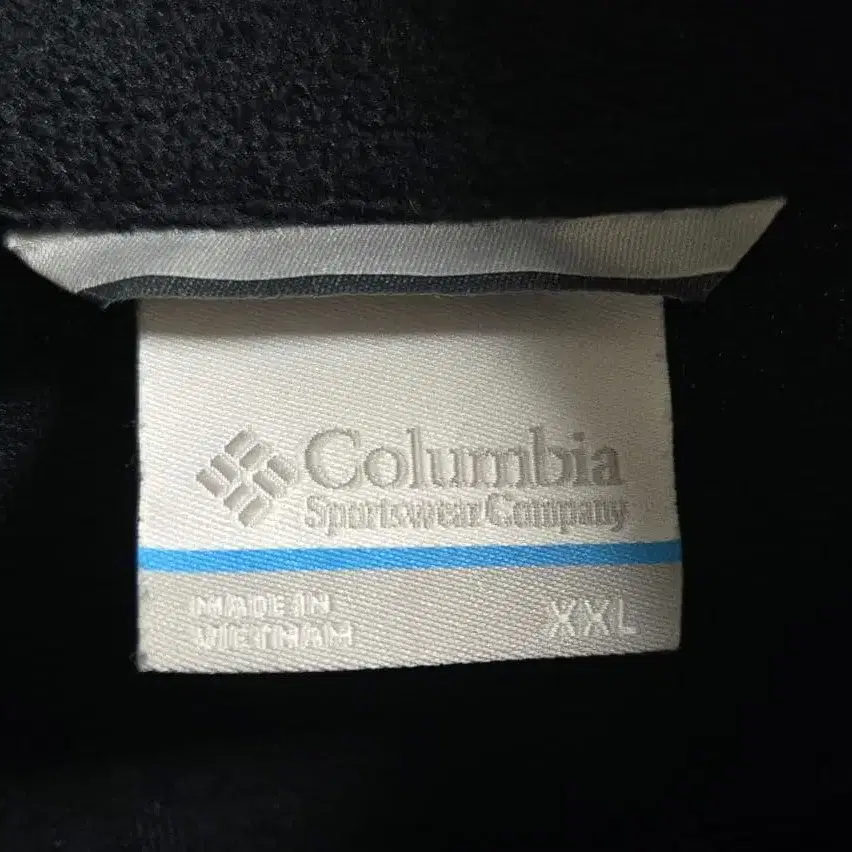 Columbia
Sportswear Company
MADE IN
VIETNAM
XXL